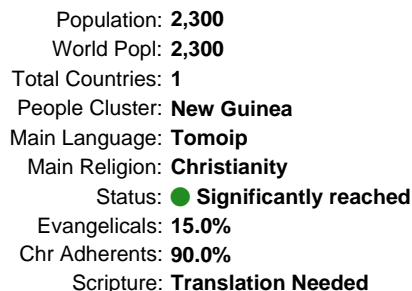 Population: 2,300
World Popl: 2,300
Total Countries: 1
People Cluster: New Guinea
Main Language: Tomoip
Main Religion: Christianity
Status: Significantly reached
Evangelicals: 15.0%
Chr Adherents: 90.0%
Scripture: Translation Needed